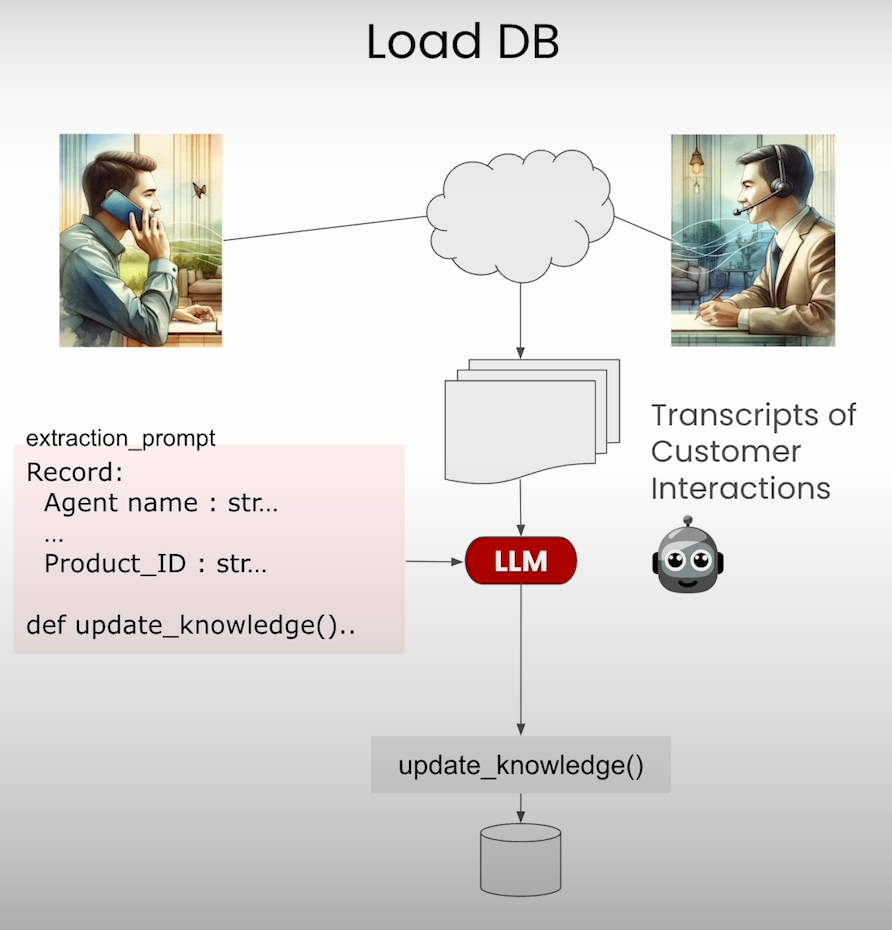 Load DB
Transcripts of
Customer
Interactions
extraction_prompt
Record:
Agent name : str...
...
Product_ID : str...
def update_knowledge()..
LLM
update_knowledge()